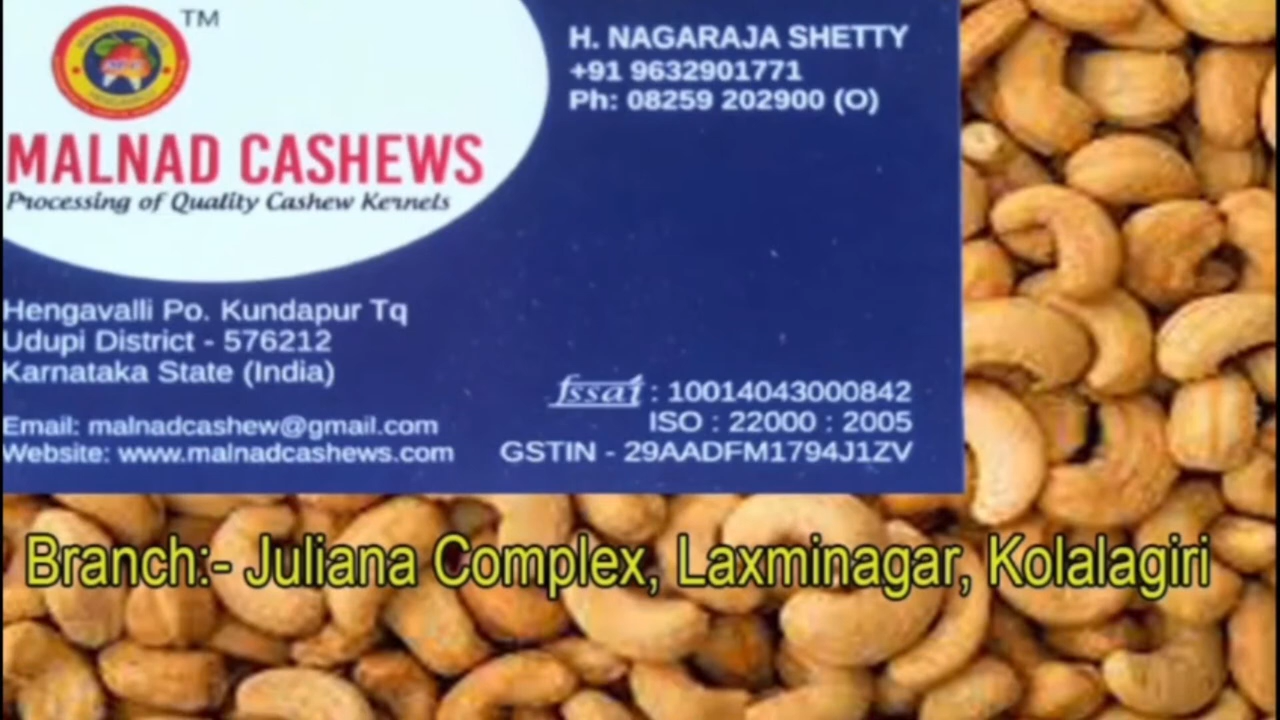 TM
MALNAD CASHEWS
Processing of Quality Cashew Kernels
H. NAGARAJA SHETTY
+91 9632901771
Ph: 08259 202900 (O)
Hengavalli Po. Kundapur Tq
Udupi District - 576212
Karnataka State (India)
Email: malnadcashew@gmail.com
Website: www.malnadcashews.com
fssai : 10014043000842
ISO : 22000 : 2005
GSTIN - 29AADFM1794J1ZV
Branch:- Juliana Complex, Laxminagar, Kolalagiri